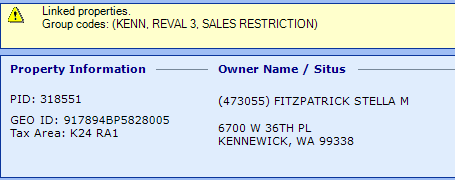 Linked properties.
Group codes: (KENN, REVAL 3, SALES RESTRICTION)
Property Information
PID: 318551
GEO ID: 917894BP5828005
Tax Area: K24 RA1
Owner Name / Situs
(473055) FITZPATRICK STELLA M
6700 W 36TH PL
KENNEWICK, WA 99338